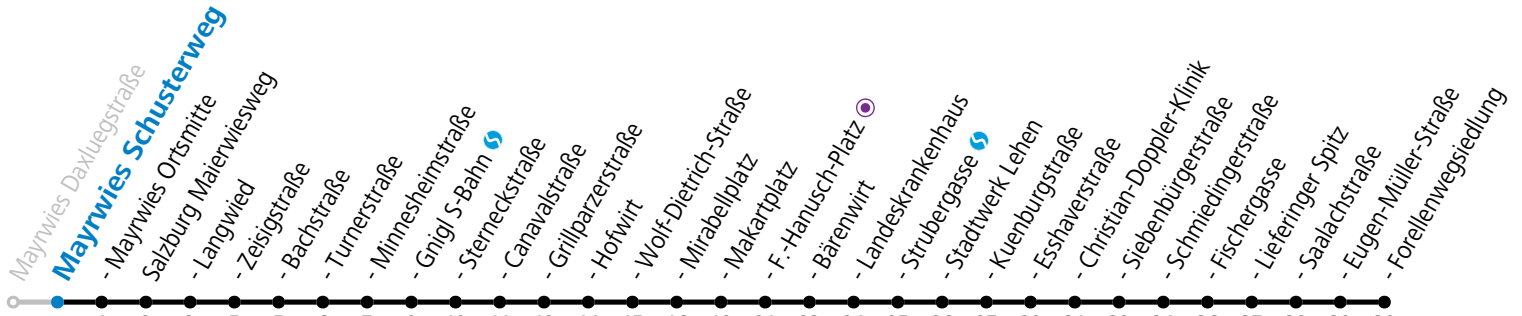 Mayrwies Daxluegstraße
Mayrwies Schusterweg
- Mayrwies Ortsmitte
Salzburg Maierwiesweg
- Langwied
- Zeisigstraße
- Bachstraße
- Turnerstraße
- Minnesheimstraße
- Gnigl S-Bahn
- Sterneckstraße
- Canavalstraße
- Grillparzerstraße
- Hofwirt
- Wolf-Dietrich-Straße
- Mirabellplatz
- Makartplatz
- F.-Hanusch-Platz
- Bärenwirt
- Landeskrankenhaus
- Strubergasse
- Stadtwerk Lehen
- Kuenburgstraße
- Esshaverstraße
- Christian-Doppler-Klinik
- Siebenbürgerstraße
- Schmiedingerstraße
- Fischergasse
- Lieferinger Spitz
- Saalachstraße
- Eugen-Müller-Straße
- Forellenwegsiedlung